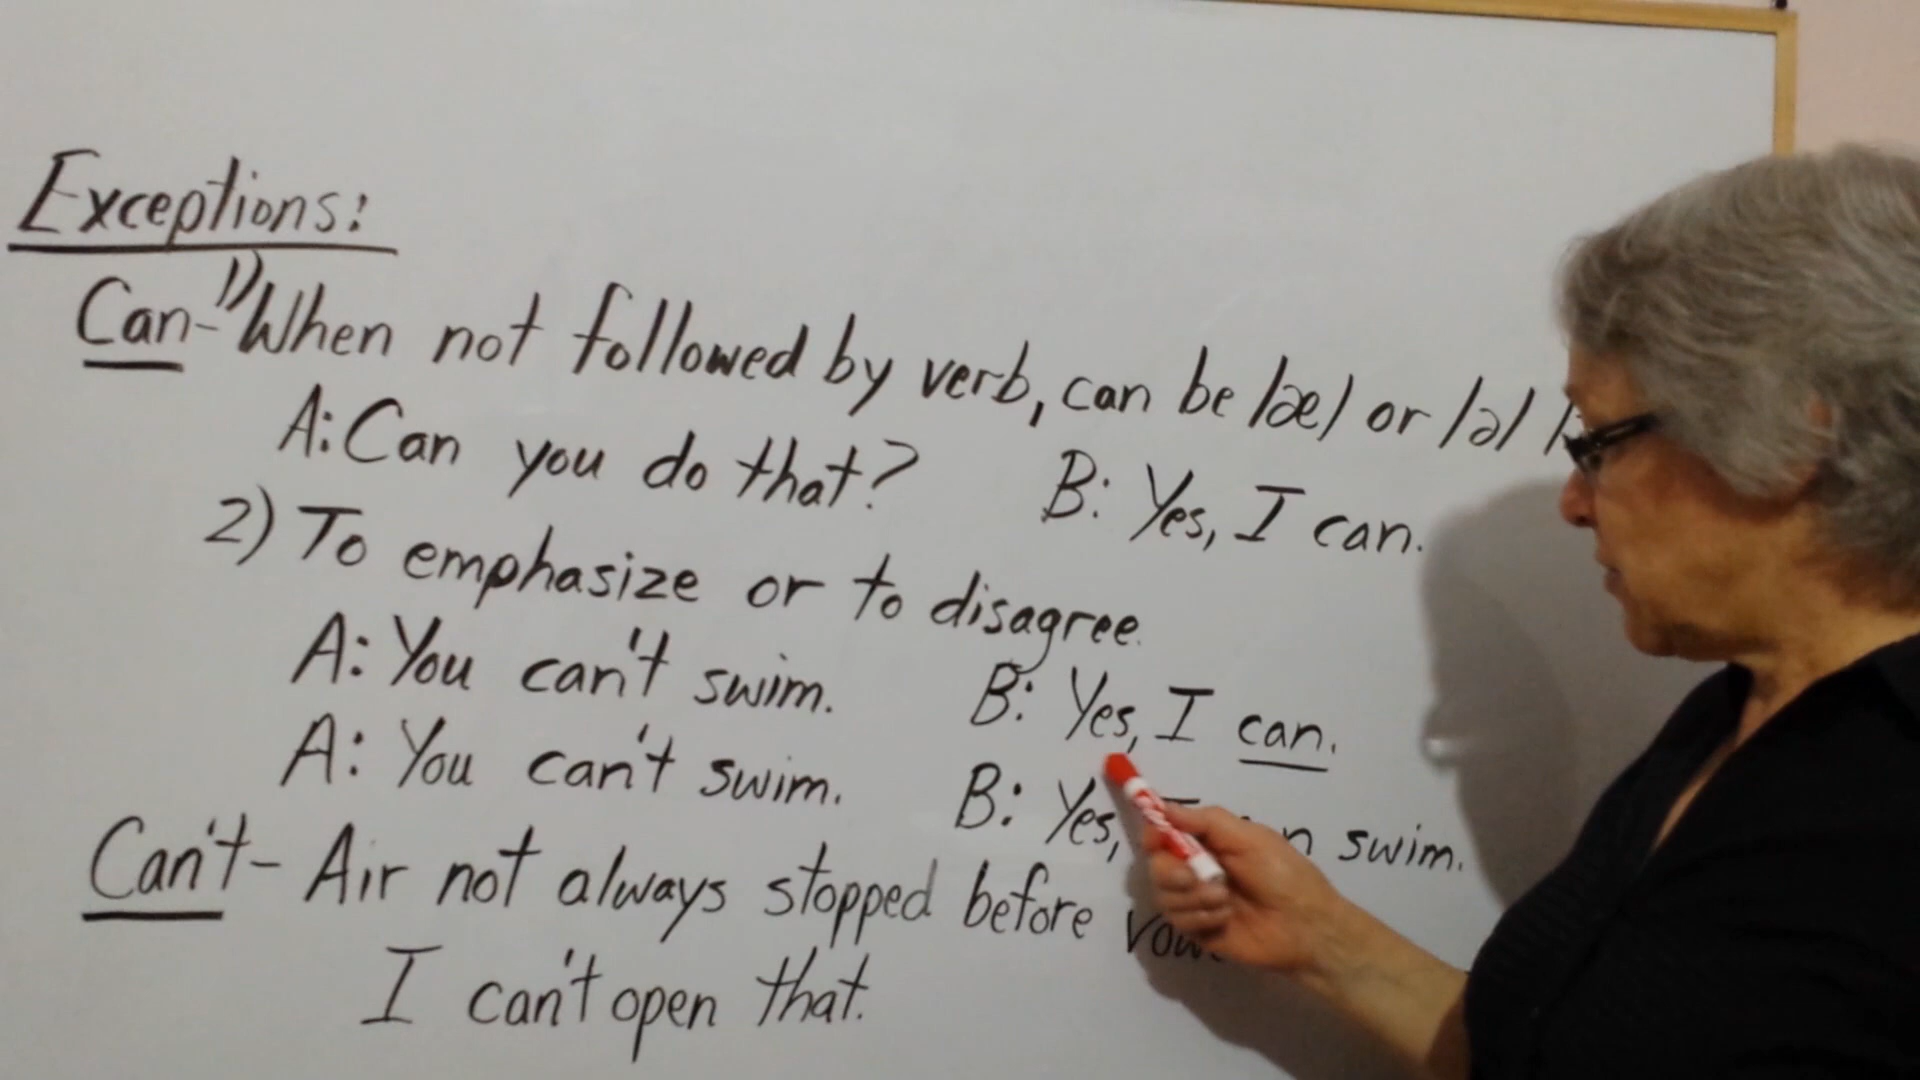 Exceptions:
Can- 1) When not followed by verb, can be /æ/ or /ə/
A: Can you do that? B: Yes, I can.
2) To emphasize or to disagree.
A: You can't swim. B: Yes, I can.
A: You can't swim. B: Yes, swim.
Can't- Air not always stopped before
I can't open that.